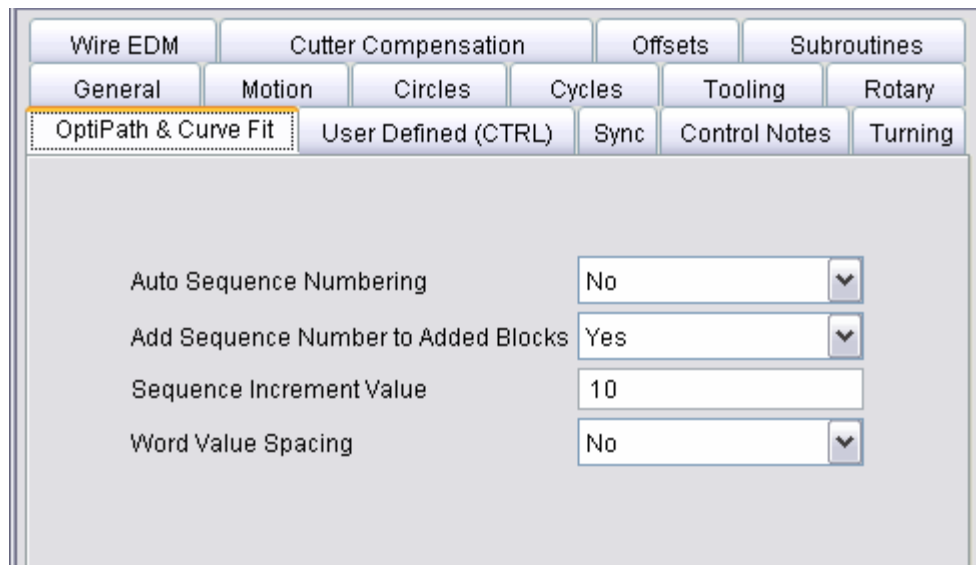 Wire EDM Cutter Compensation Offsets Subroutines
General Motion Circles Cycles Tooling Rotary
OptiPath & Curve Fit User Defined (CTRL) Sync Control Notes Turning
Auto Sequence Numbering No
Add Sequence Number to Added Blocks Yes
Sequence Increment Value 10
Word Value Spacing No